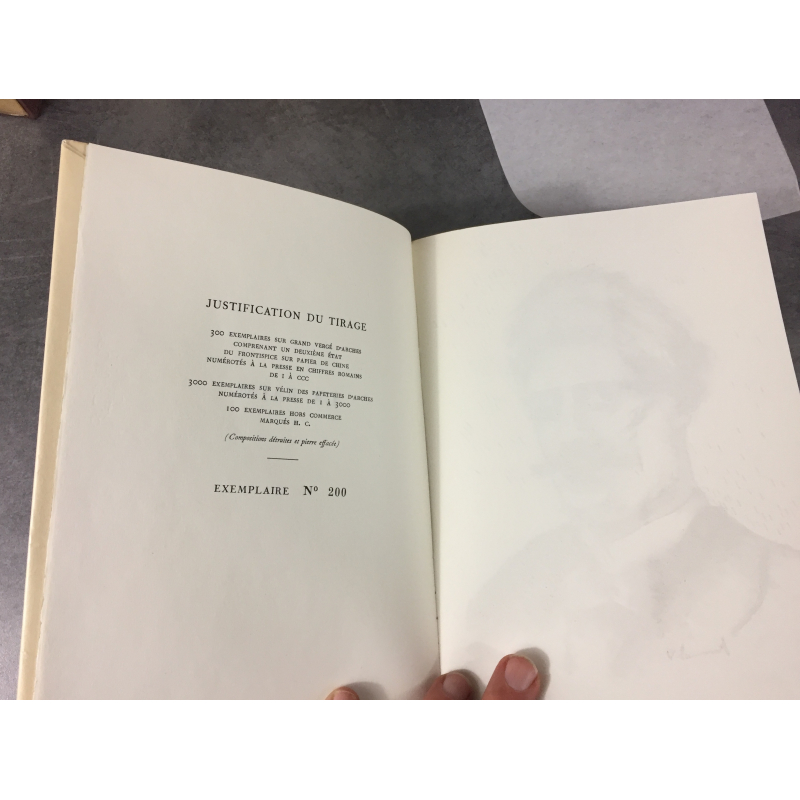 JUSTIFICATION DU TIRAGE
300 EXEMPLAIRES SUR GRAND VERGÉ D'ARCHES
COMPRENANT UN DEUXIÈME ÉTAT
DU FRONTISPICE SUR PAPIER DE CHINE
NUMÉROTÉS À LA PRESSE EN CHIFFRES ROMAINS
DE I À CCC
3000 EXEMPLAIRES SUR VÉLIN DES PAPETERIES D'ARCHES
NUMÉROTÉS À LA PRESSE DE 1 À 3000
100 EXEMPLAIRES HORS COMMERCE
MARQUÉS H. C.
(Compositions détruites et pierre effacée)
EXEMPLAIRE Nº 200